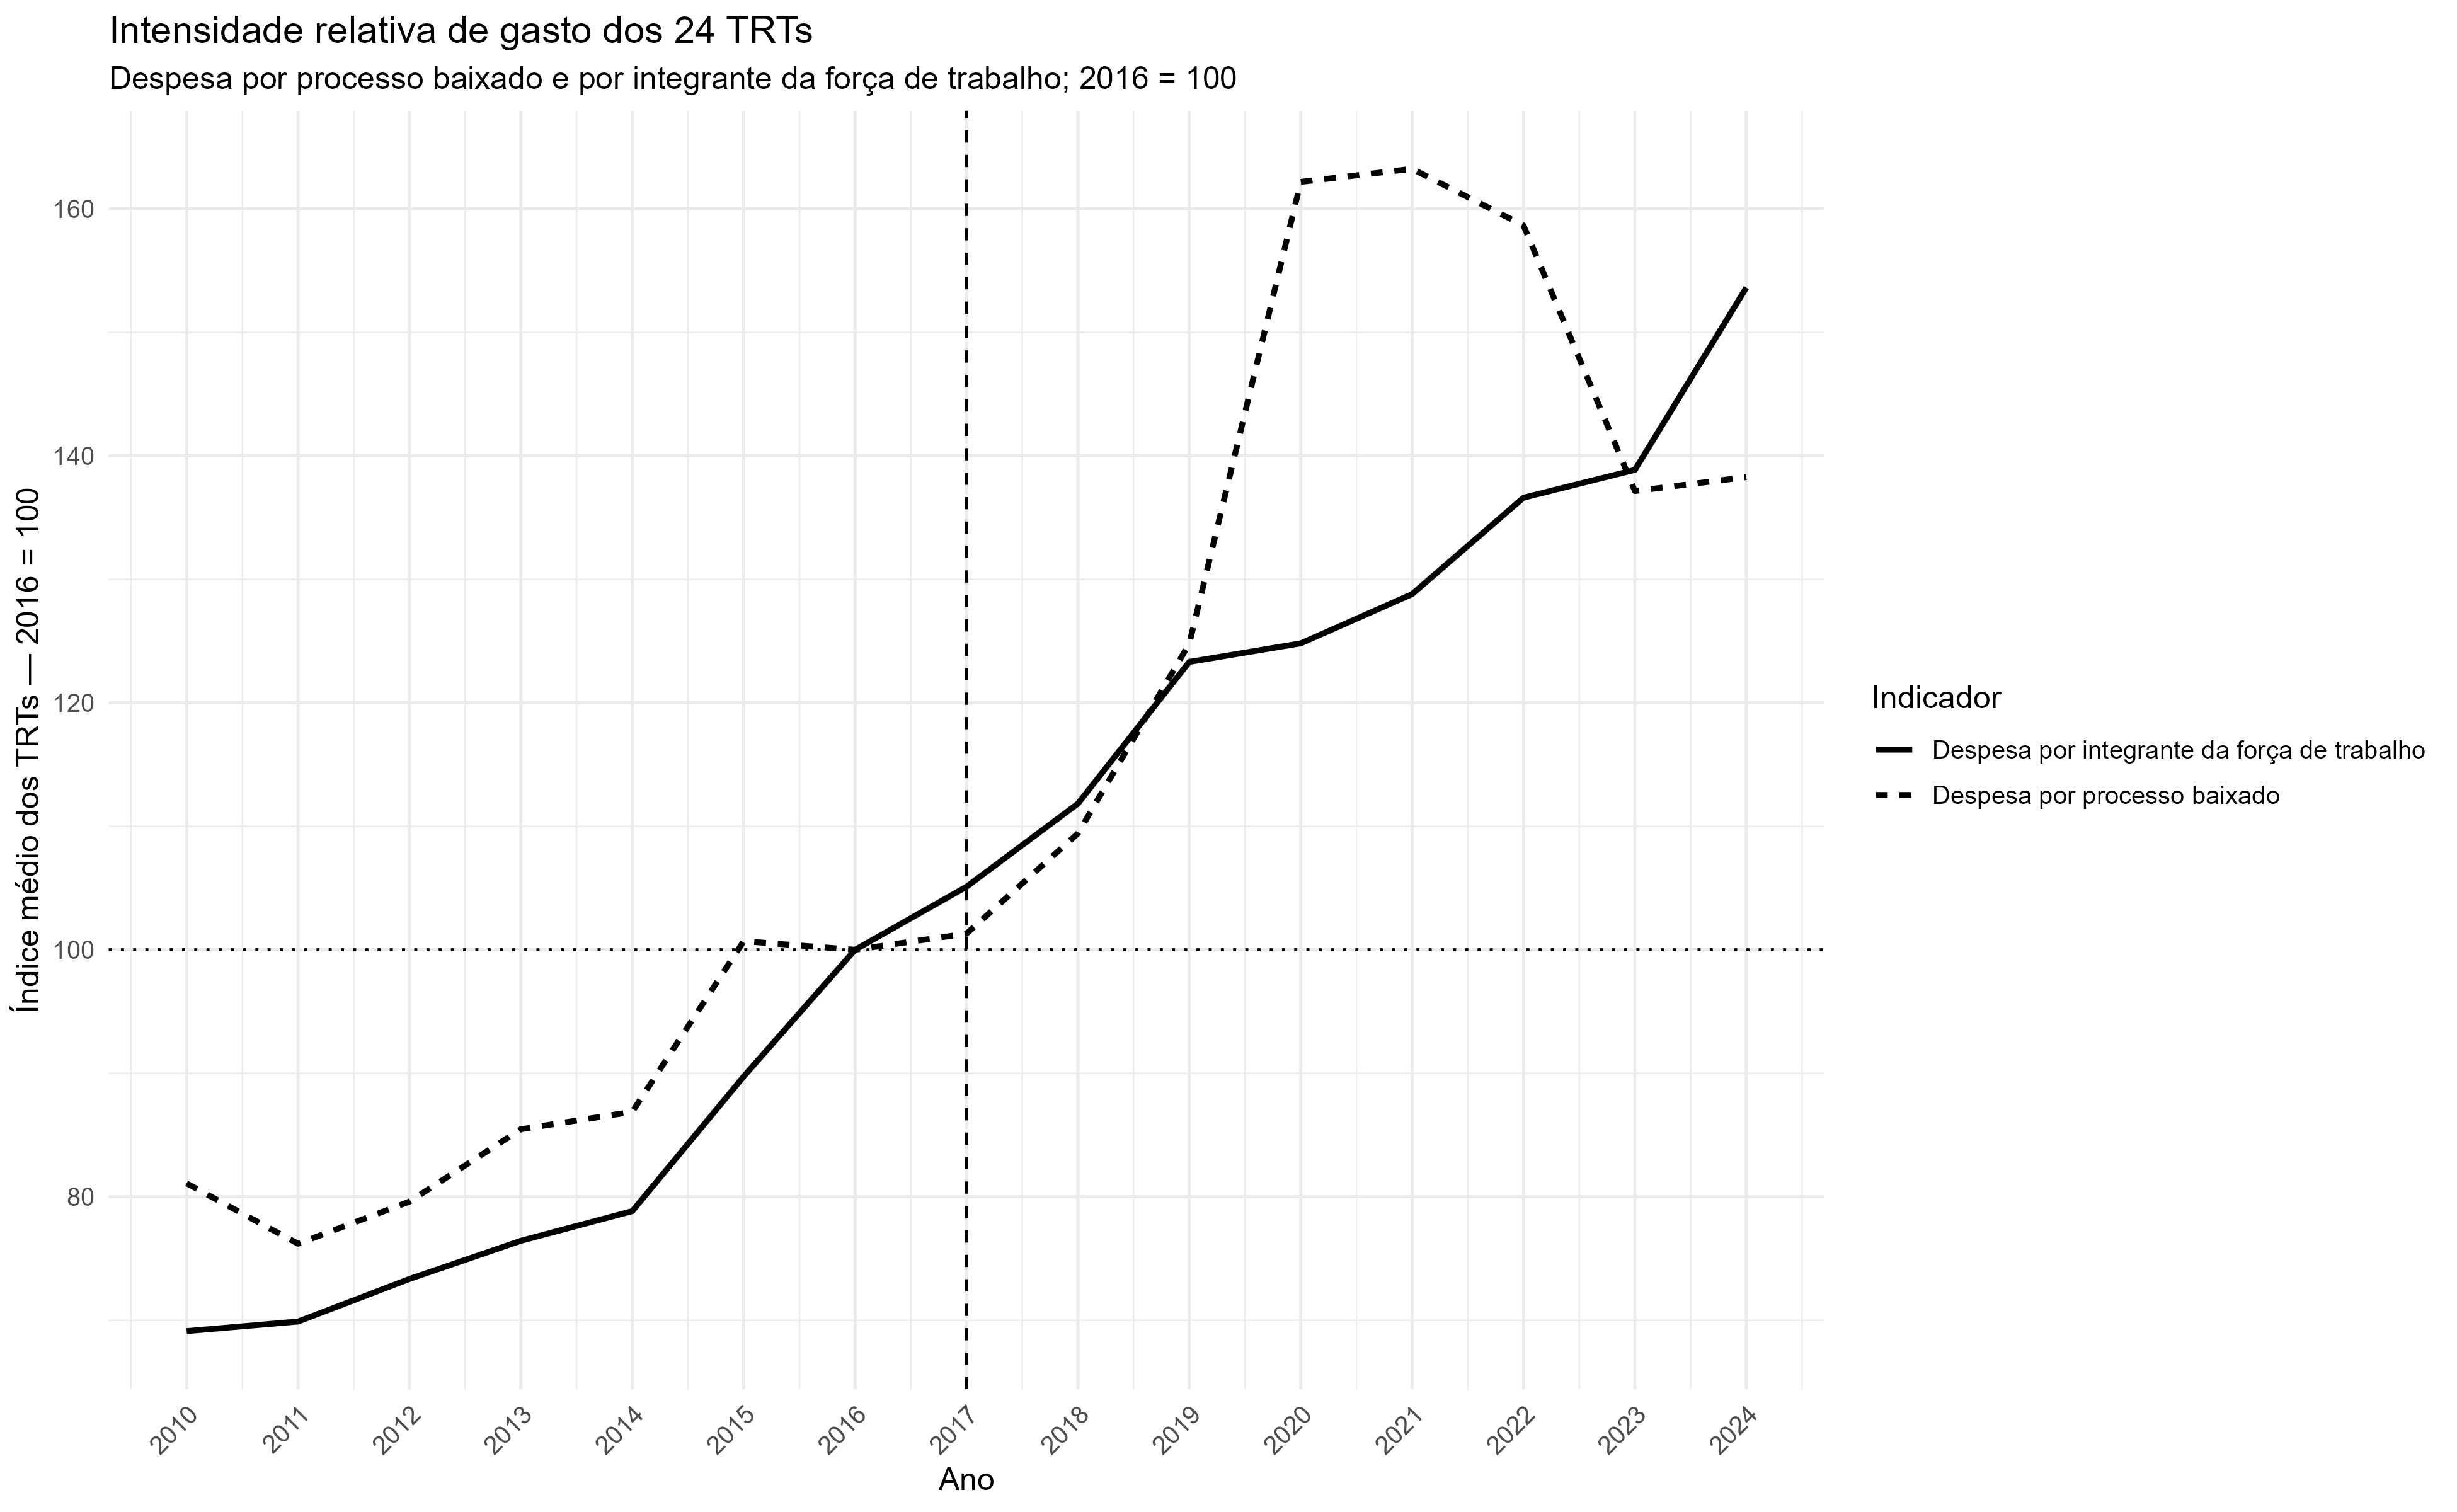 Intensidade relativa de gasto dos 24 TRTs
Despesa por processo baixado e por integrante da força de trabalho; 2016 = 100
Índice médio dos TRTs — 2016 = 100
160
140
120
100
80
2010
2011
2012
2013
2014
2015
2016
2017
2018
2019
2020
2021
2022
2023
2024
Ano
Indicador
Despesa por integrante da força de trabalho
Despesa por processo baixado